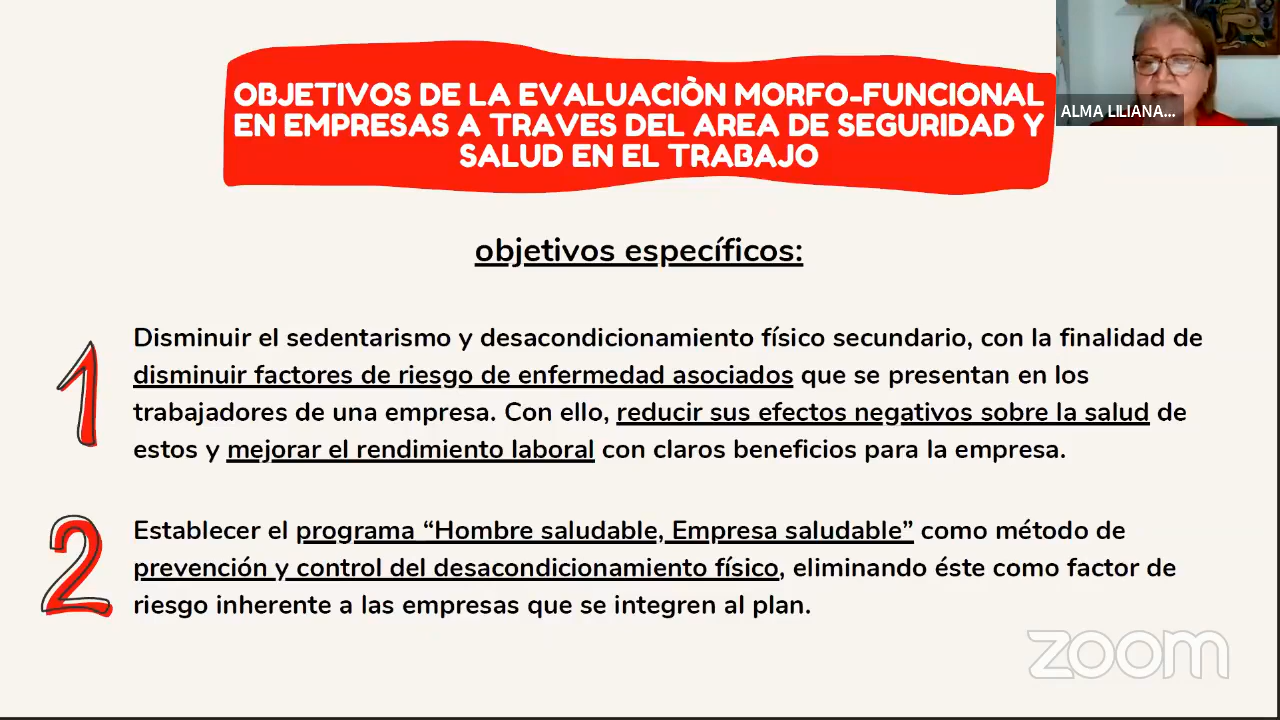 OBJETIVOS DE LA EVALUACIÒN MORFO-FUNCIONAL
EN EMPRESAS A TRAVES DEL AREA DE SEGURIDAD Y
SALUD EN EL TRABAJO
ALMA LILIANA...
objetivos específicos:
1
Disminuir el sedentarismo y desacondicionamiento físico secundario, con la finalidad de
disminuir factores de riesgo de enfermedad asociados que se presentan en los
trabajadores de una empresa. Con ello, reducir sus efectos negativos sobre la salud de
estos y mejorar el rendimiento laboral con claros beneficios para la empresa.
2
Establecer el programa “Hombre saludable, Empresa saludable” como método de
prevención y control del desacondicionamiento físico, eliminando éste como factor de
riesgo inherente a las empresas que se integren al plan.
zoom